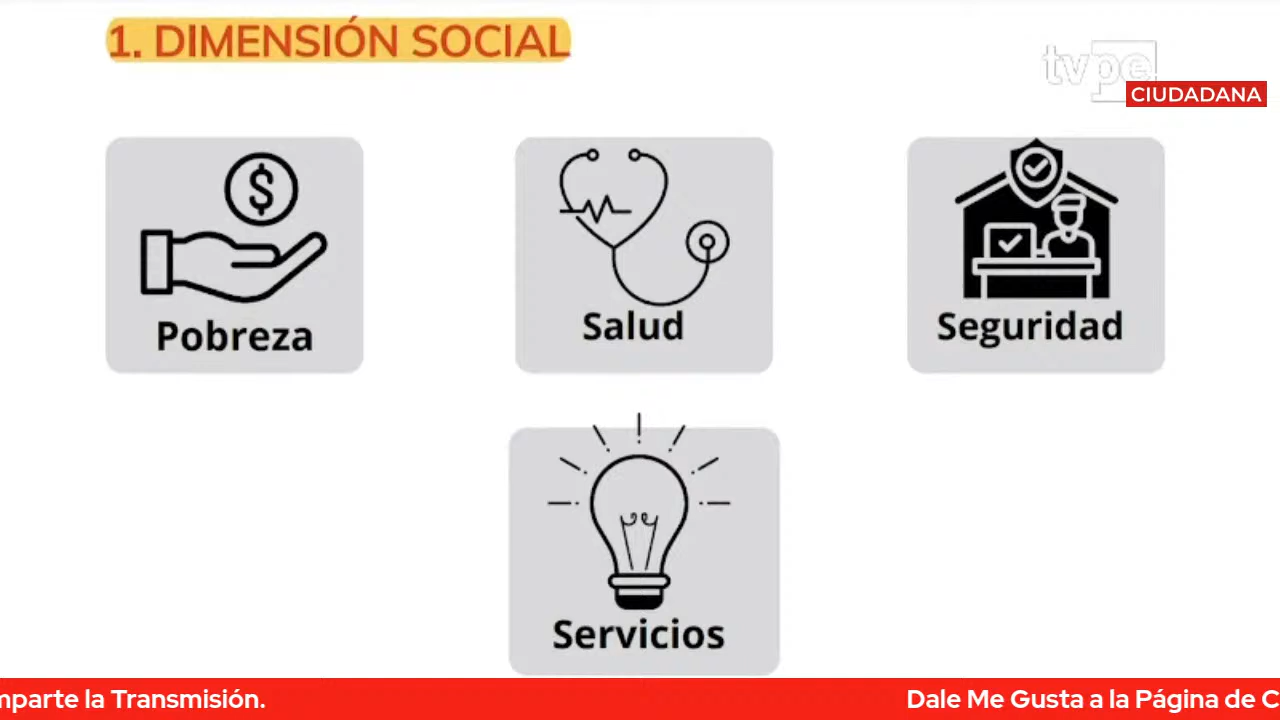 1. DIMENSIÓN SOCIAL
tvpe
CIUDADANA
$
Pobreza
Salud
Seguridad
Servicios
mparte la Transmisión.
Dale Me Gusta a la Página de C